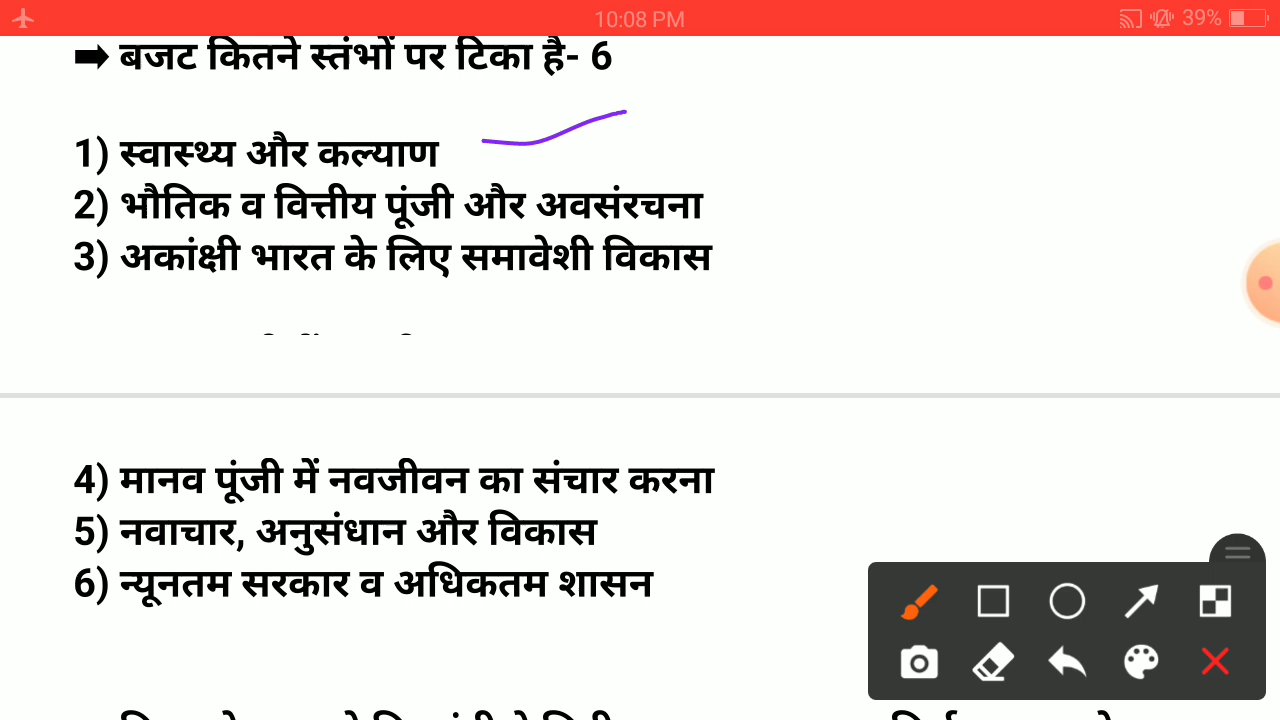 10:08 PM
39%
➡ बजट कितने स्तंभों पर टिका है- 6
1) स्वास्थ्य और कल्याण
2) भौतिक व वित्तीय पूंजी और अवसंरचना
3) अकांक्षी भारत के लिए समावेशी विकास
4) मानव पूंजी में नवजीवन का संचार करना
5) नवाचार, अनुसंधान और विकास
6) न्यूनतम सरकार व अधिकतम शासन